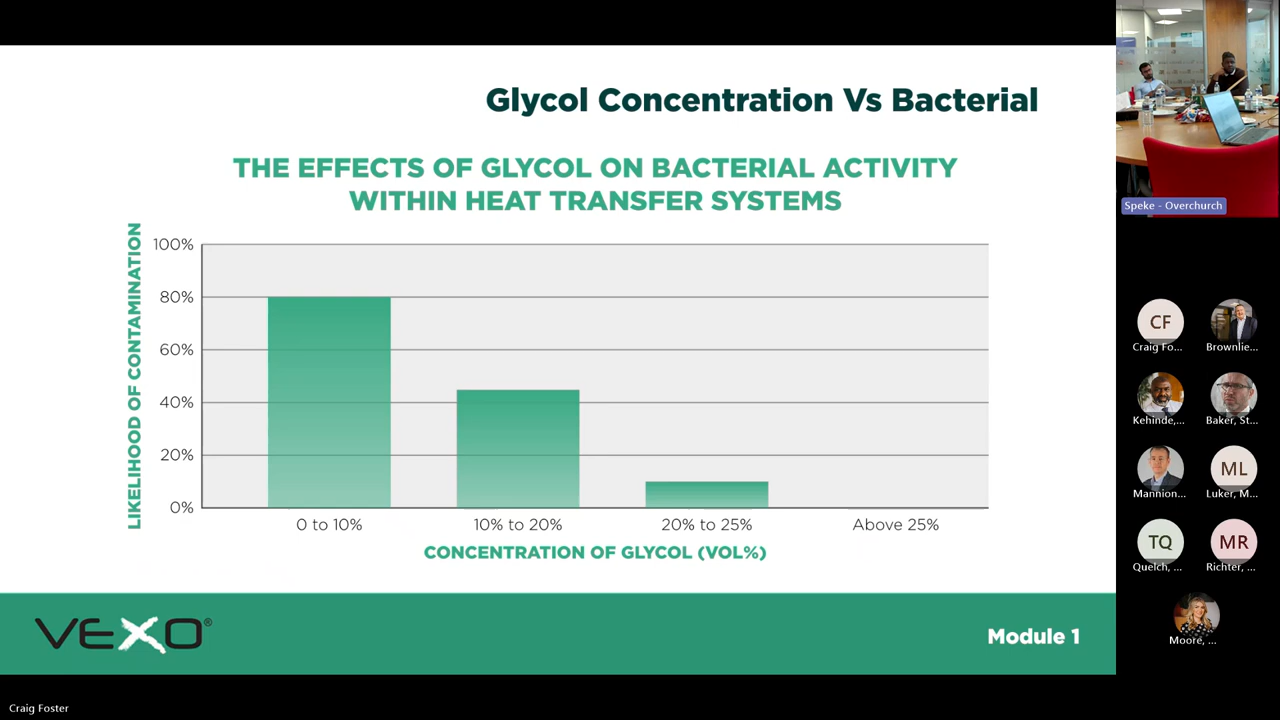 Glycol Concentration Vs Bacterial
THE EFFECTS OF GLYCOL ON BACTERIAL ACTIVITY
WITHIN HEAT TRANSFER SYSTEMS
LIKELIHOOD OF CONTAMINATION
100%
80%
60%
40%
20%
0%
0 to 10%
10% to 20%
20% to 25%
Above 25%
CONCENTRATION OF GLYCOL (VOL%)
VEXO®
Module 1
Craig Foster
Speke - Overchurch
CF
Craig Fo...
Brownlie...
Kehinde,...
Baker, St...
Mannion...
ML
Luker, M...
TQ
Quelch, ...
MR
Richter, ...
Moore, ...